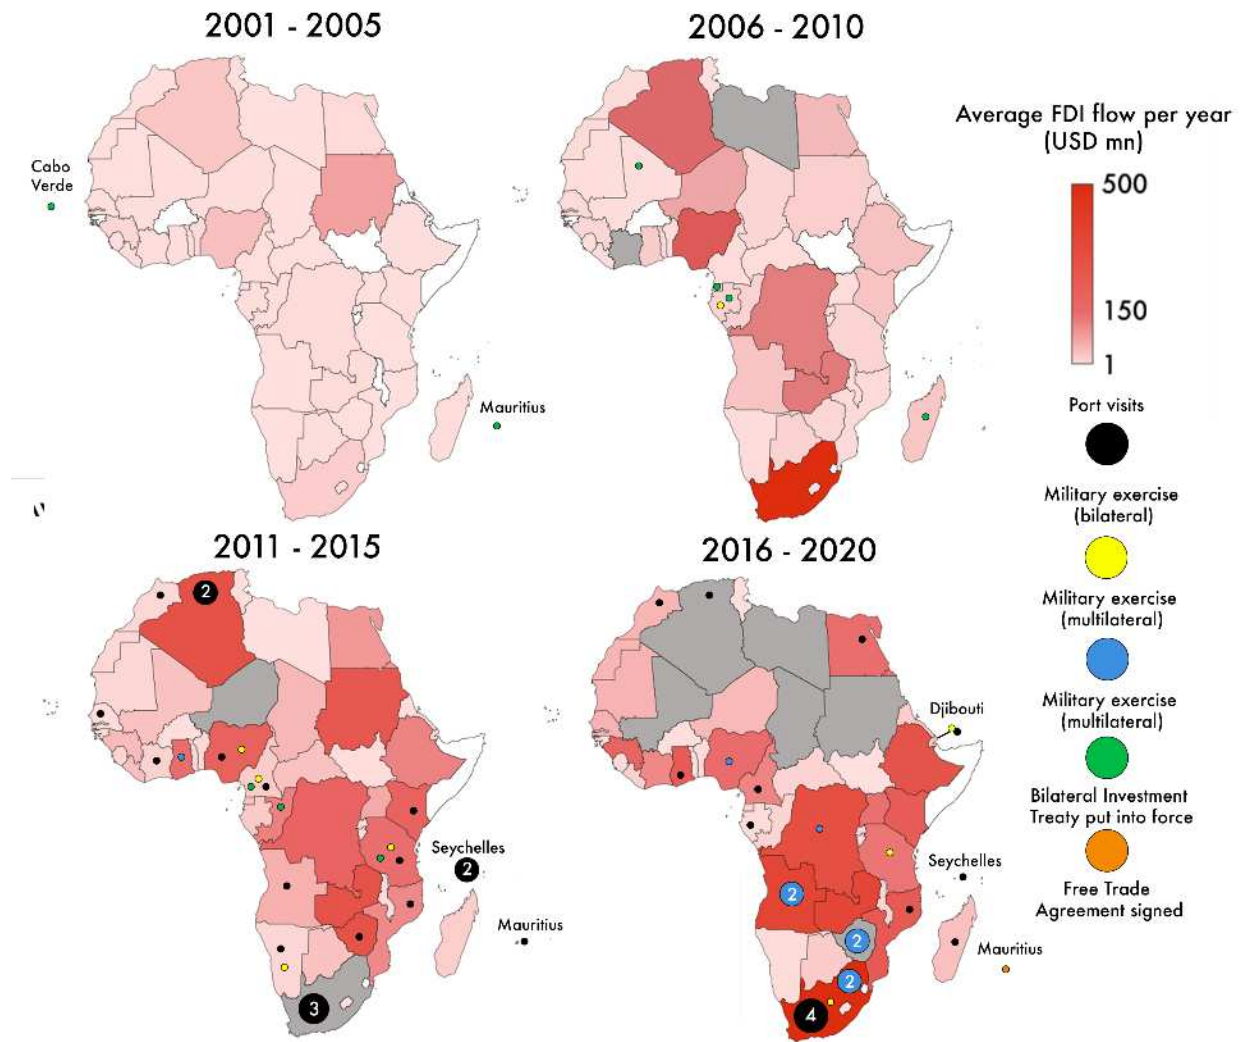 2001 - 2005
2006 - 2010
Cabo
Verde
Mauritius
Average FDI flow per year
(USD mn)
500
150
1
Port visits
Military exercise
(bilateral)
Military exercise
(multilateral)
Military exercise
(multilateral)
Bilateral Investment
Treaty put into force
Free Trade
Agreement signed
2011 - 2015
2016 - 2020
2
Seychelles
2
Mauritius
3
Djibouti
Seychelles
2
2
Mauritius
2
4